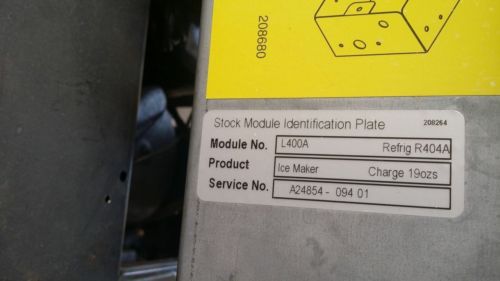 208680
Stock Module Identification Plate 208264
Module No. L400A Refrig R404A
Product Ice Maker Charge 19ozs
Service No. A24854 - 094 01